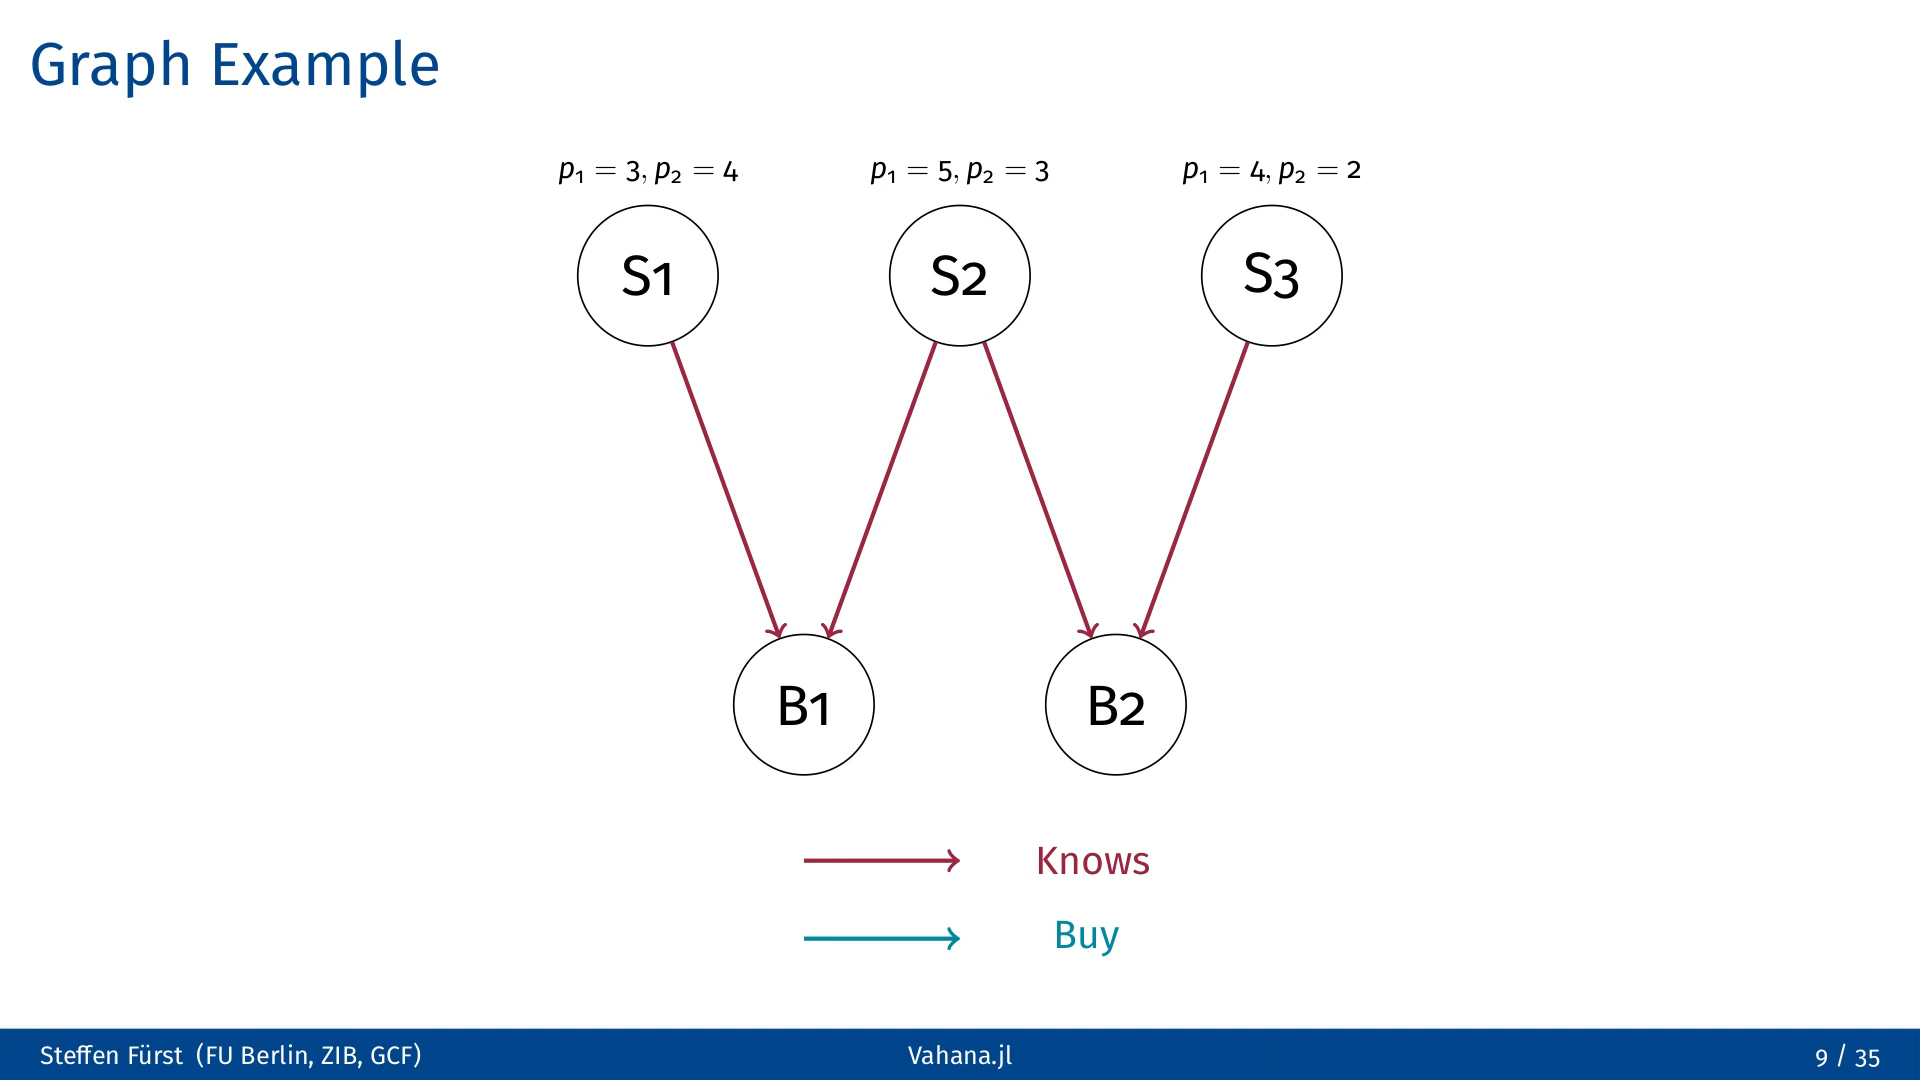 Graph Example
p₁ = 3, p₂ = 4
p₁ = 5, p₂ = 3
p₁ = 4, p₂ = 2
S1
S2
S3
B1
B2
Knows
Buy
Steffen Fürst (FU Berlin, ZIB, GCF)
Vahana.jl
9 / 35